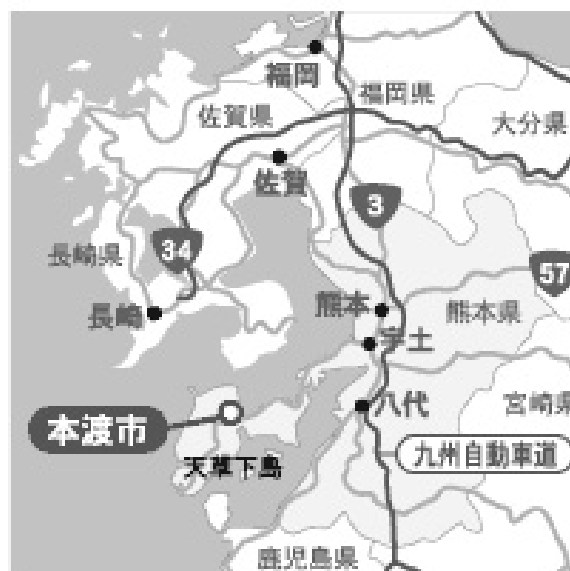 福岡
福岡県
佐賀県
大分県
佐賀
3
長崎県
34
57
熊本
熊本県
長崎
宇土
八代
宮崎県
本渡市
天草下島
九州自動車道
鹿児島県